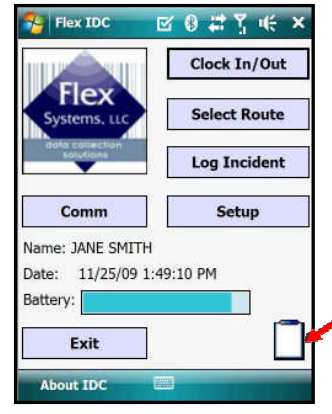 Flex IDC
Flex
Systems, LLC
data collection
solutions
Clock In/Out
Select Route
Log Incident
Comm
Setup
Name: JANE SMITH
Date: 11/25/09 1:49:10 PM
Battery:
Exit
About IDC